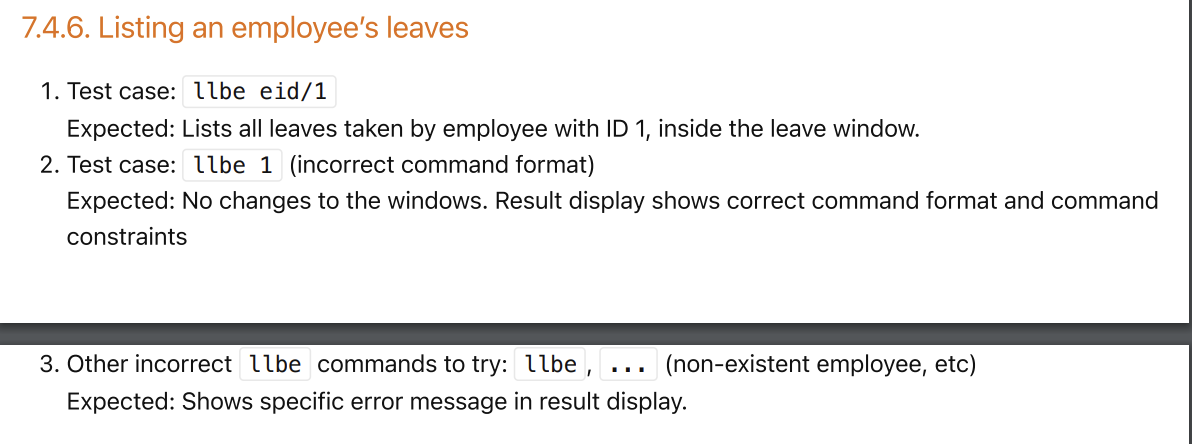 7.4.6. Listing an employee’s leaves
1. Test case: llbe eid/1
Expected: Lists all leaves taken by employee with ID 1, inside the leave window.
2. Test case: llbe 1 (incorrect command format)
Expected: No changes to the windows. Result display shows correct command format and command
constraints
3. Other incorrect llbe commands to try: llbe, ... (non-existent employee, etc)
Expected: Shows specific error message in result display.